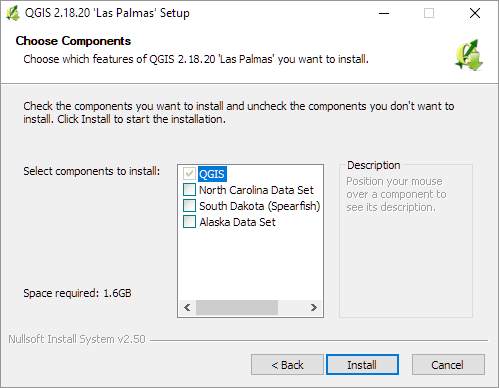 QGIS 2.18.20 'Las Palmas' Setup
Choose Components
Choose which features of QGIS 2.18.20 'Las Palmas' you want to install.
Check the components you want to install and uncheck the components you don't want to
install. Click Install to start the installation.
Select components to install:
QGIS
North Carolina Data Set
South Dakota (Spearfish)
Alaska Data Set
Description
Position your mouse
over a component to
see its description.
Space required: 1.6GB
Nullsoft Install System v2.50
< Back
Install
Cancel